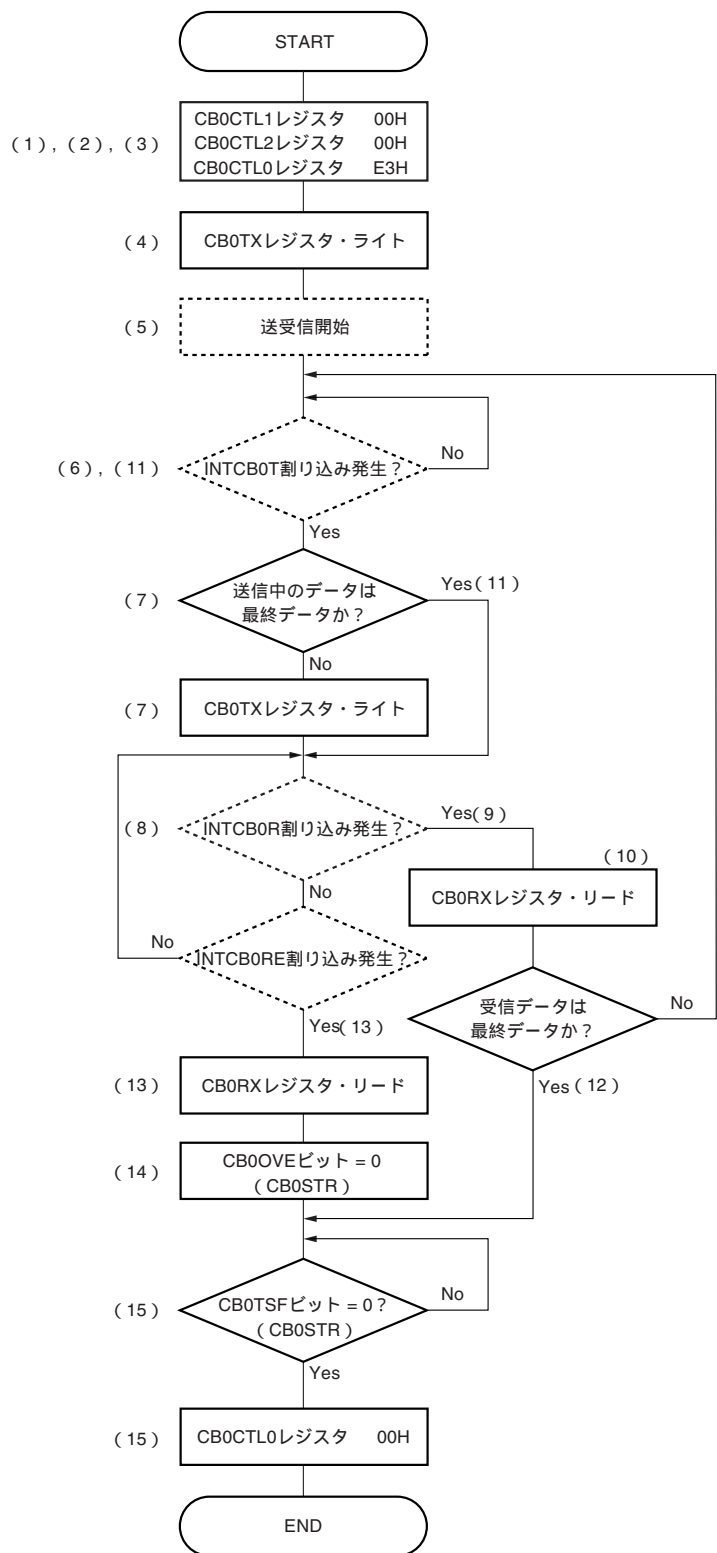 START
CB0CTL1レジスタ 00H
(1),(2),(3) CB0CTL2レジスタ 00H
CB0CTL0レジスタ E3H
(4) CB0TXレジスタ・ライト
(5) 送受信開始
(6),(11) INTCB0T割り込み発生? No
Yes
(7) 送信中のデータは
最終データか? Yes(11)
No
(7) CB0TXレジスタ・ライト
(8) INTCB0R割り込み発生? Yes(9)
(10)
No
CB0RXレジスタ・リード
No INTCB0RE割り込み発生?
受信データは
最終データか? No
Yes(13)
(13) CB0RXレジスタ・リード
Yes(12)
(14) CB0OVEビット = 0
(CB0STR)
(15) CB0TSFビット = 0? No
(CB0STR)
Yes
(15) CB0CTL0レジスタ 00H
END